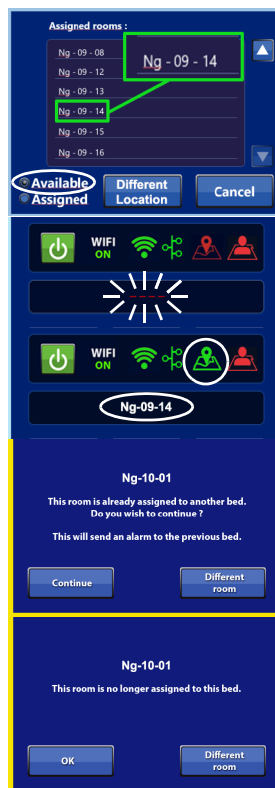 Assigned rooms :
Ng - 09 - 08
Ng - 09 - 12
Ng - 09 - 13
Ng - 09 - 14
Ng - 09 - 14
Ng - 09 - 15
Ng - 09 - 16
Available
Assigned
Different
Location
Cancel
WIFI
ON
-----
WIFI
ON
Ng-09-14
Ng-10-01
This room is already assigned to another bed.
Do you wish to continue ?
This will send an alarm to the previous bed.
Continue
Different
room
Ng-10-01
This room is no longer assigned to this bed.
OK
Different
room